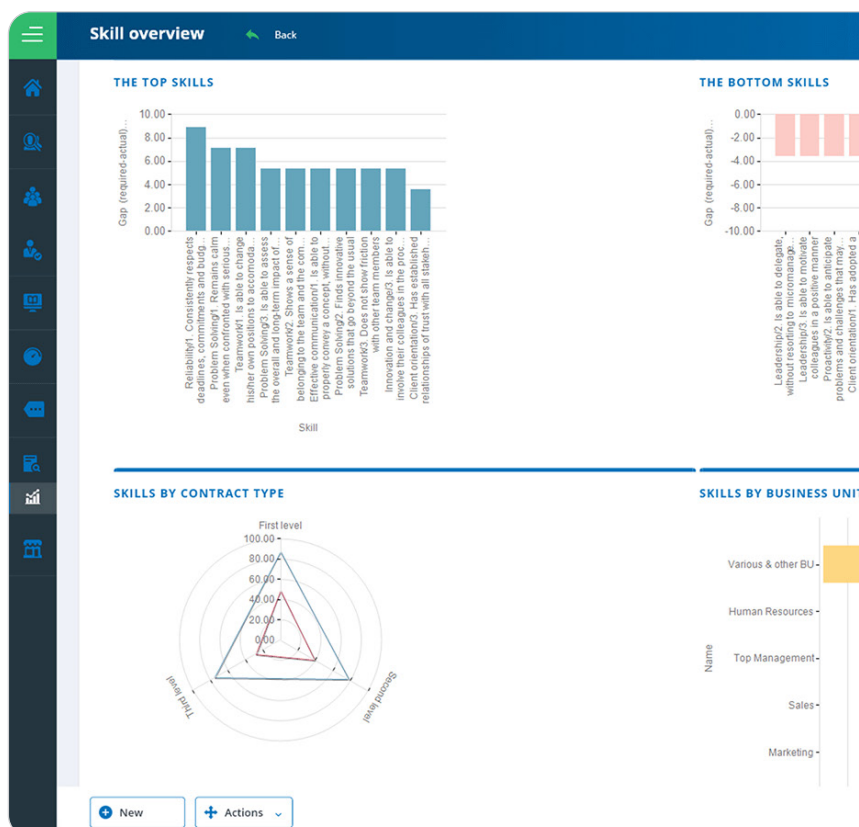 Skill overview
Back
THE TOP SKILLS
Gap (required-actual)...
10.00
8.00
6.00
4.00
2.00
0.00
Reliability/1. Consistently respects
deadlines, commitments and budg...
Problem Solving/1. Remains calm
even when confronted with serious...
Teamwork/1. Is able to change
his/her own positions to accomoda...
Problem Solving/3. Is able to assess
the overall and long-term impact of...
Teamwork/2. Shows a sense of
belonging to the team and the com...
Effective communication/1. Is able to
properly convey a concept, without...
Problem Solving/2. Finds innovative
solutions that go beyond the usual
Teamwork/3. Does not show friction
with other team members
Innovation and change/3. Is able to
involve their colleagues in the proc...
Client orientation/3. Has established
relationships of trust with all stakeh...
Skill
THE BOTTOM SKILLS
Gap (required-actual)...
0.00
-2.00
-4.00
-6.00
-8.00
-10.00
Leadership/2. Is able to delegate,
without resorting to micromanage...
Leadership/3. Is able to motivate
colleagues in a positive manner
Proactivity/2. Is able to anticipate
problems and challenges that may...
Client orientation/1. Has adopted a
SKILLS BY CONTRACT TYPE
First level
100.00
80.00
60.00
40.00
20.00
0.00
Third level
Second level
SKILLS BY BUSINESS UNIT
Name
Various & other BU
Human Resources
Top Management
Sales
Marketing
New
Actions